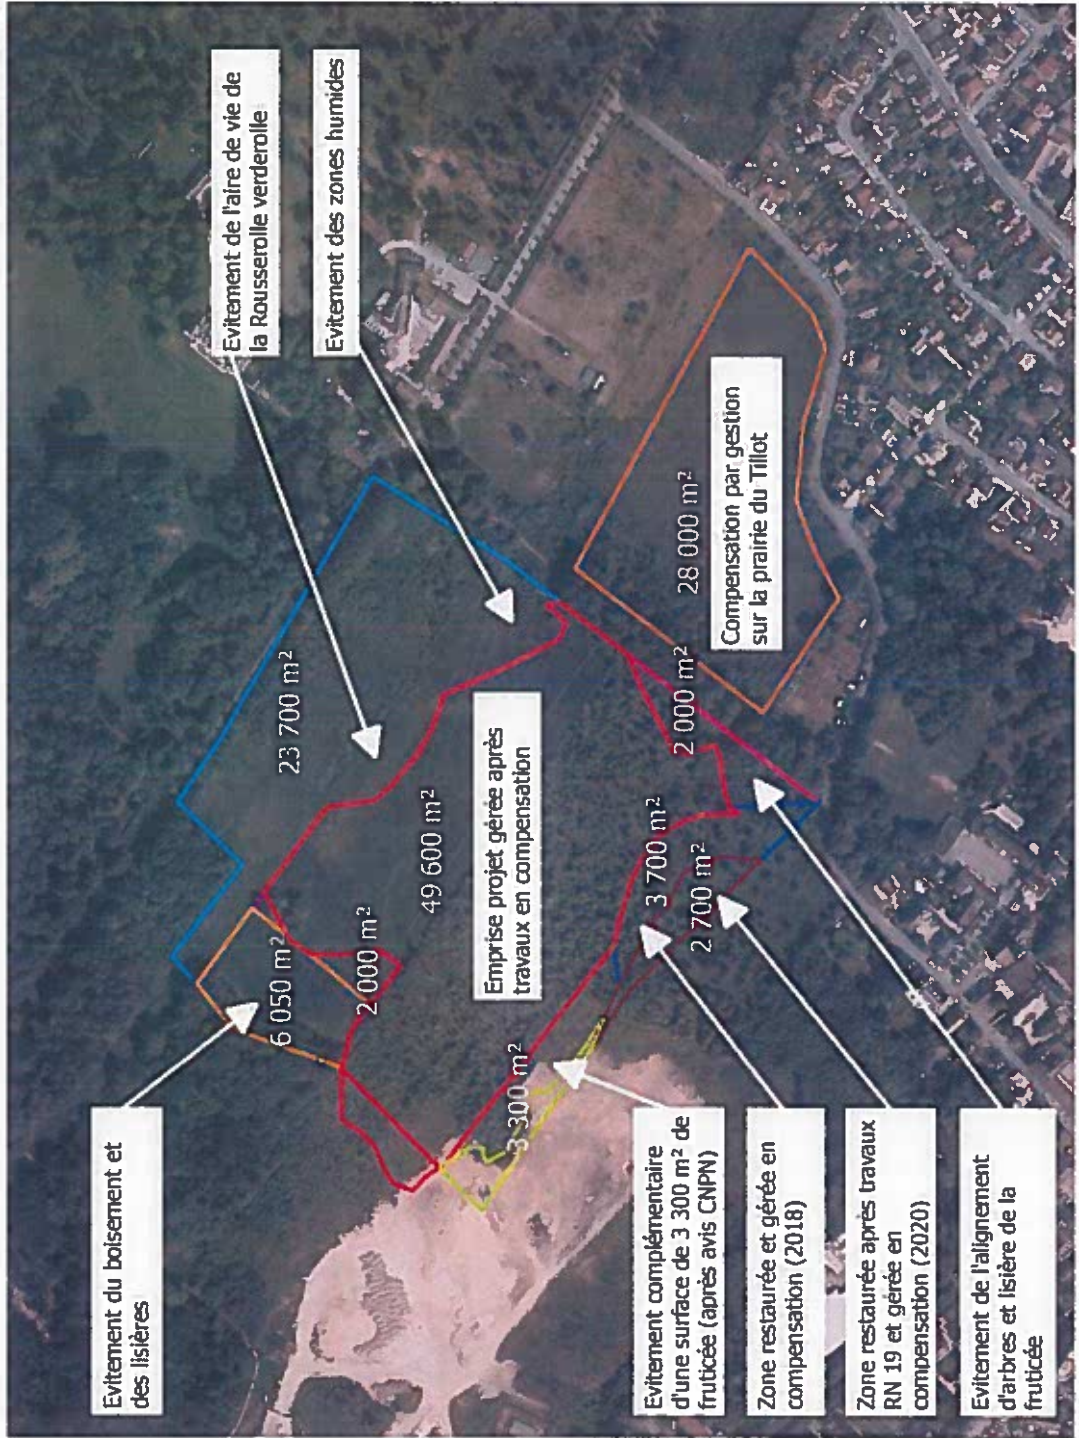 Evitement du boisement et
des lisières
Evitement de l'aire de vie de
la Rousserolle verderolle
Evitement des zones humides
6 050 m²
23 700 m²
2 000 m²
49 600 m²
Emprise projet gérée après
travaux en compensation
3 300 m²
3 700 m²
2 700 m²
2 000 m²
28 000 m²
Compensation par gestion
sur la prairie du Tillot
Evitement complémentaire
d'une surface de 3 300 m² de
fruticée (après avis CNPN)
Zone restaurée et gérée en
compensation (2018)
Zone restaurée après travaux
RN 19 et gérée en
compensation (2020)
Evitement de l'alignement
d'arbres et lisière de la
fruticée